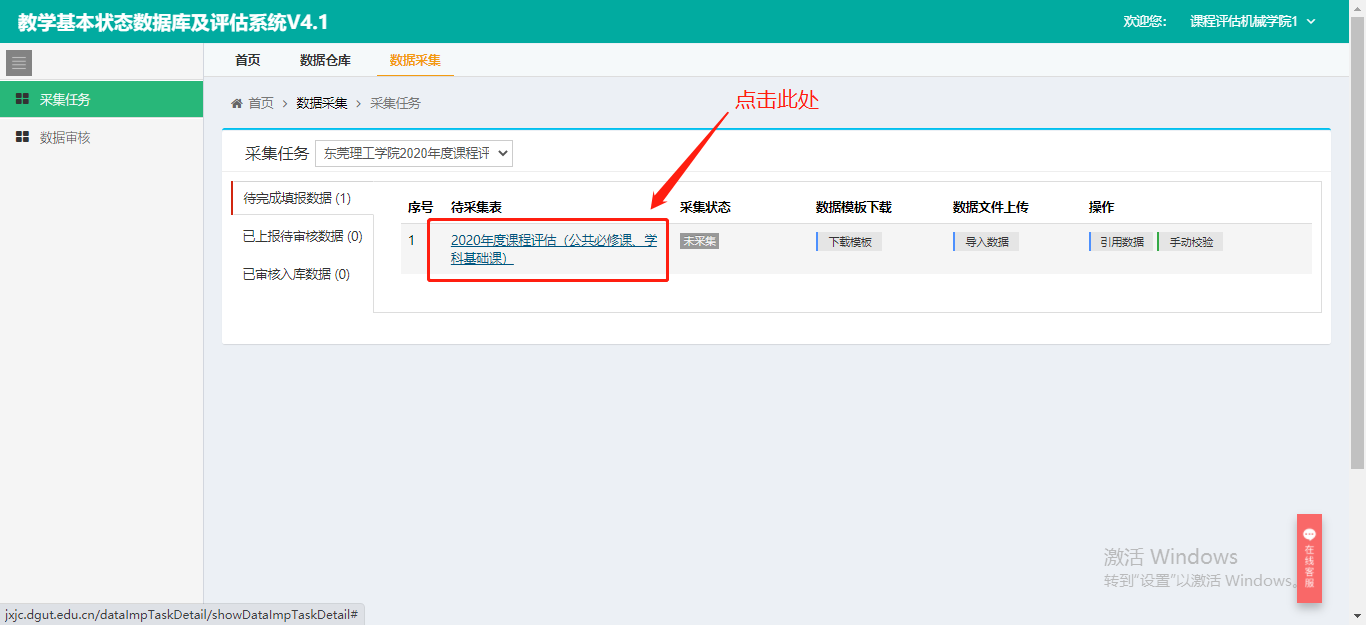 教学基本状态数据库及评估系统V4.1
欢迎您: 课程评估机械学院1
首页 数据仓库 数据采集
采集任务
数据审核
首页 > 数据采集 > 采集任务
点击此处
采集任务 东莞理工学院2020年度课程评
待完成填报数据 (1)
已上报待审核数据 (0)
已审核入库数据 (0)
序号 待采集表 采集状态 数据模板下载 数据文件上传 操作
1 2020年度课程评估（公共必修课、学 未采集 下载模板 导入数据 引用数据 手动校验
科基础课）
在线客服
激活 Windows
转到"设置"以激活 Windows。
jxjc.dgut.edu.cn/dataImpTaskDetail/showDataImpTaskDetail#